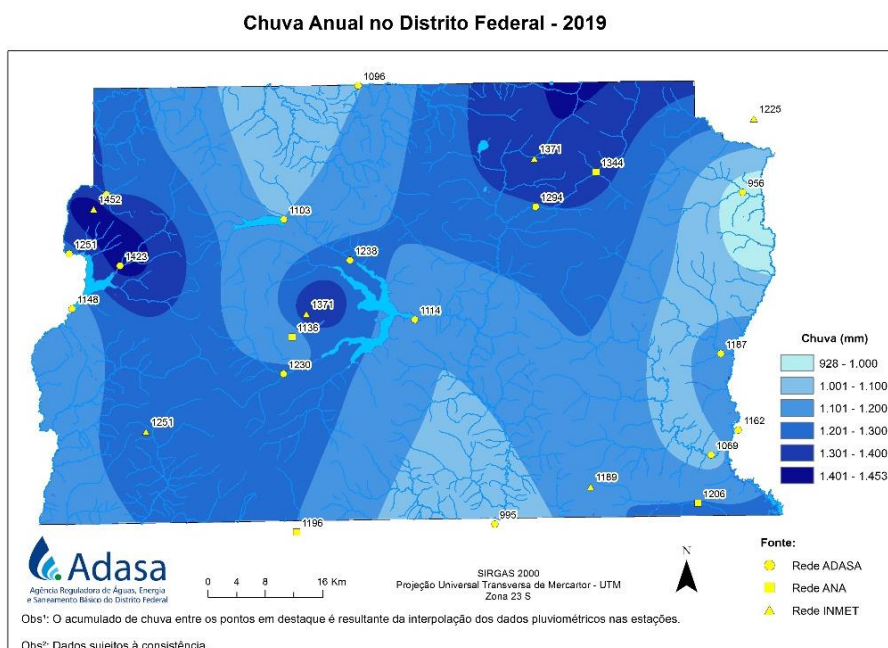 Chuva Anual no Distrito Federal - 2019
1096
1225
1371
1344
956
1452
1103
1294
1251
1423
1238
1148
1371
1114
1136
1187
1230
1251
1162
1069
1189
1206
1196
995
Chuva (mm)
928 - 1.000
1.001 - 1.100
1.101 - 1.200
1.201 - 1.300
1.301 - 1.400
1.401 - 1.453
Fonte:
Rede ADASA
Rede ANA
Rede INMET
Adasa
Agência Reguladora de Águas, Energia
e Saneamento Básico do Distrito Federal
0 4 8 16 Km
SIRGAS 2000
Projeção Universal Transversa de Mercartor - UTM
Zona 23 S
N
Obs¹: O acumulado de chuva entre os pontos em destaque é resultante da interpolação dos dados pluviométricos nas estações.
Obs²: Dados sujeitos à consistência.